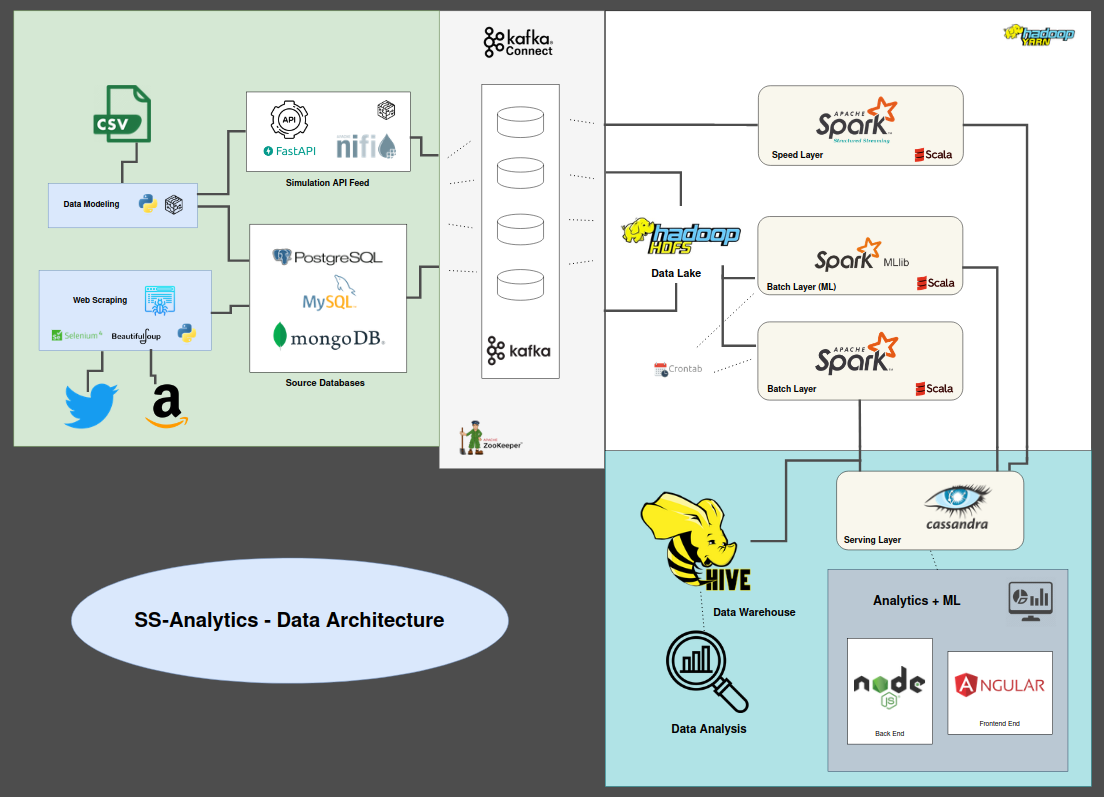 kafka
Connect
hadoop
YARN
CSV
API
FastAPI
nifi
Simulation API Feed
APACHE
Spark
Structured Streaming
Speed Layer
Scala
Data Modeling
PostgreSQL
MySQL
mongoDB
Source Databases
hadoop
HDFS
Data Lake
Spark
MLlib
Batch Layer (ML)
Scala
Web Scraping
Selenium
BeautifulSoup
a
kafka
Crontab
APACHE
Spark
Batch Layer
Scala
APACHE
ZooKeeper
HIVE
Data Warehouse
cassandra
Serving Layer
SS-Analytics - Data Architecture
Analytics + ML
node
JS
Back End
ANGULAR
Frontend End
Data Analysis